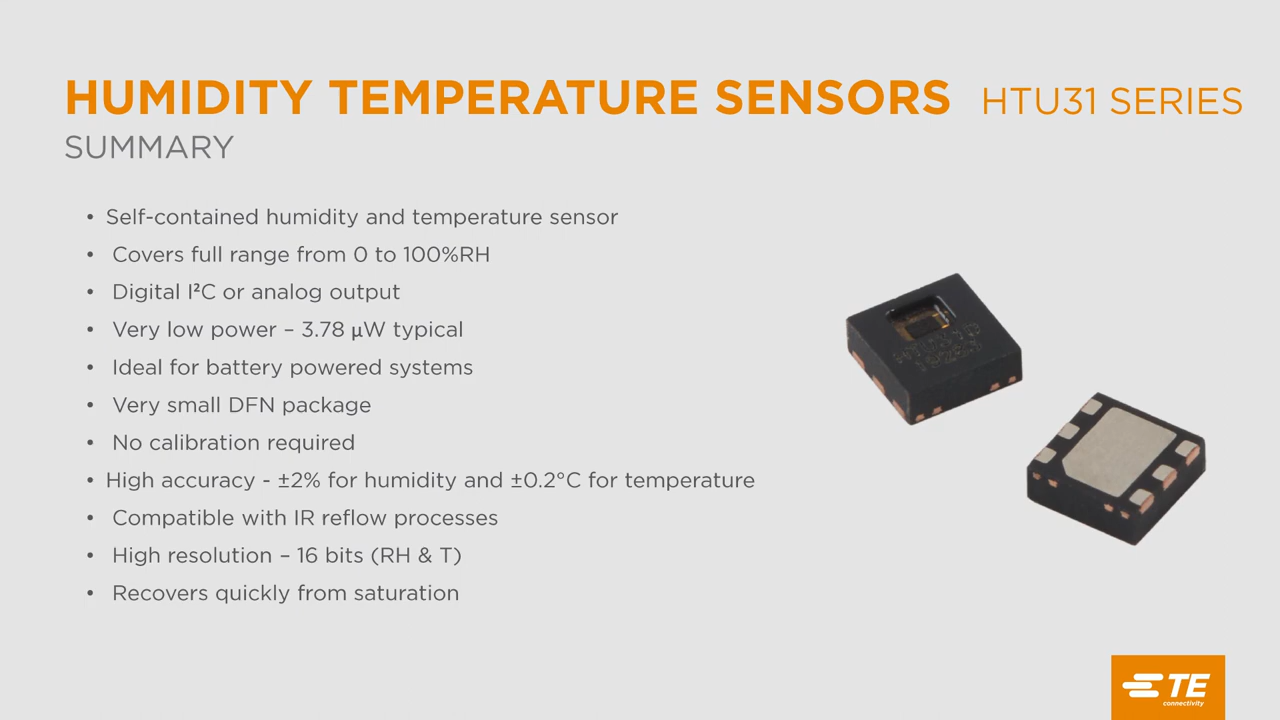 HUMIDITY TEMPERATURE SENSORS HTU31 SERIES
SUMMARY
• Self-contained humidity and temperature sensor
• Covers full range from 0 to 100%RH
• Digital I²C or analog output
• Very low power – 3.78 µW typical
• Ideal for battery powered systems
• Very small DFN package
• No calibration required
• High accuracy - ±2% for humidity and ±0.2°C for temperature
• Compatible with IR reflow processes
• High resolution – 16 bits (RH & T)
• Recovers quickly from saturation
TE
connectivity